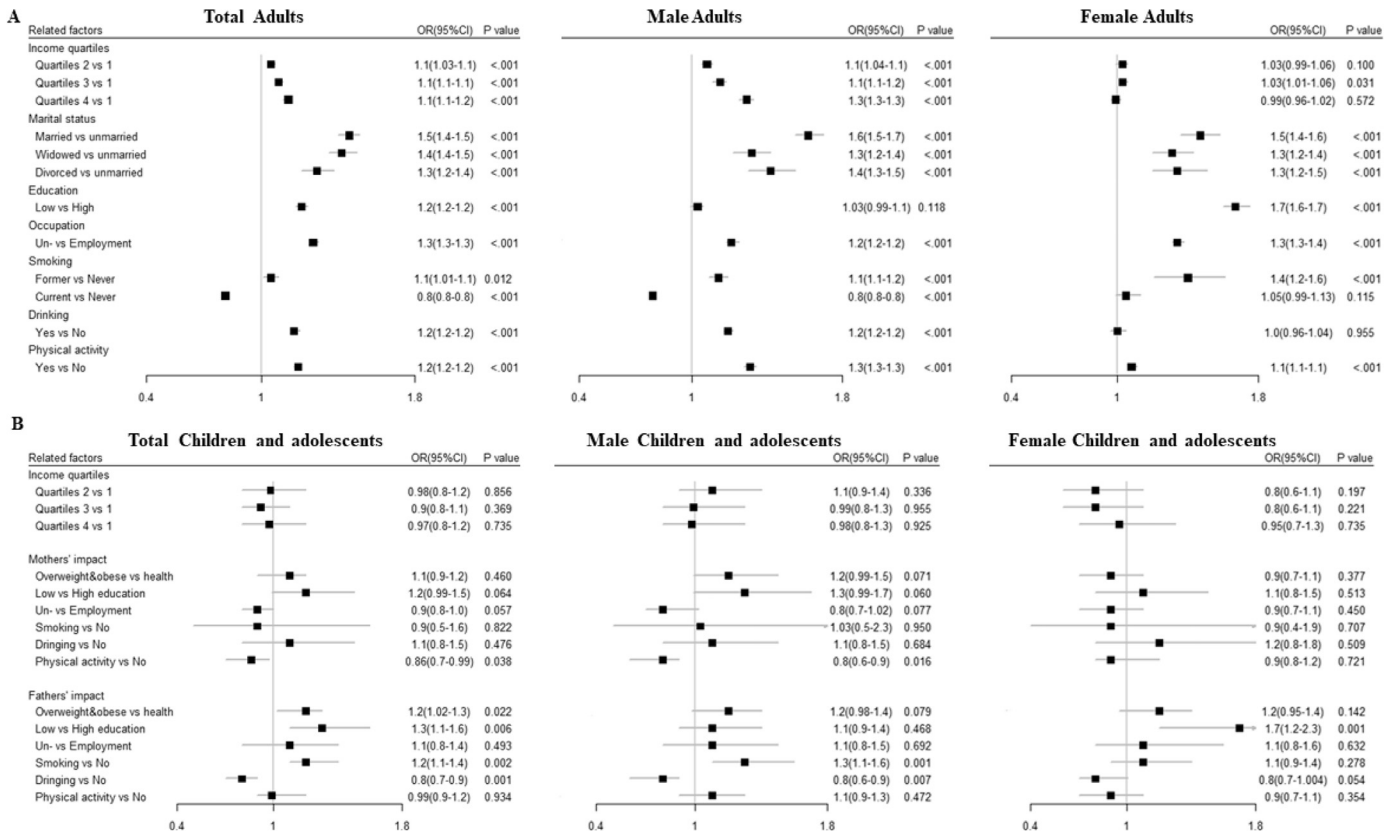 A
Total Adults
Male Adults
Female Adults
Related factors OR(95%CI) P value OR(95%CI) P value OR(95%CI) P value
Income quartiles
Quartiles 2 vs 1 1.1(1.03-1.1) <.001 1.1(1.04-1.1) <.001 1.03(0.99-1.06) 0.100
Quartiles 3 vs 1 1.1(1.1-1.1) <.001 1.1(1.1-1.2) <.001 1.03(1.01-1.06) 0.031
Quartiles 4 vs 1 1.1(1.1-1.2) <.001 1.3(1.3-1.3) <.001 0.99(0.96-1.02) 0.572
Marital status
Married vs unmarried 1.5(1.4-1.5) <.001 1.6(1.5-1.7) <.001 1.5(1.4-1.6) <.001
Widowed vs unmarried 1.4(1.4-1.5) <.001 1.3(1.2-1.4) <.001 1.3(1.2-1.4) <.001
Divorced vs unmarried 1.3(1.2-1.4) <.001 1.4(1.3-1.5) <.001 1.3(1.2-1.5) <.001
Education
Low vs High 1.2(1.2-1.2) <.001 1.03(0.99-1.1) 0.118 1.7(1.6-1.7) <.001
Occupation
Un- vs Employment 1.3(1.3-1.3) <.001 1.2(1.2-1.2) <.001 1.3(1.3-1.4) <.001
Smoking
Former vs Never 1.1(1.01-1.1) 0.012 1.1(1.1-1.2) <.001 1.4(1.2-1.6) <.001
Current vs Never 0.8(0.8-0.8) <.001 0.8(0.8-0.8) <.001 1.05(0.99-1.13) 0.115
Drinking
Yes vs No 1.2(1.2-1.2) <.001 1.2(1.2-1.2) <.001 1.0(0.96-1.04) 0.955
Physical activity
Yes vs No 1.2(1.2-1.2) <.001 1.3(1.3-1.3) <.001 1.1(1.1-1.1) <.001
0.4 1 1.8 0.4 1 1.8 0.4 1 1.8
B
Total Children and adolescents
Male Children and adolescents
Female Children and adolescents
Related factors OR(95%CI) P value OR(95%CI) P value OR(95%CI) P value
Income quartiles
Quartiles 2 vs 1 0.98(0.8-1.2) 0.856 1.1(0.9-1.4) 0.336 0.8(0.6-1.1) 0.197
Quartiles 3 vs 1 0.9(0.8-1.1) 0.369 0.99(0.8-1.3) 0.955 0.8(0.6-1.1) 0.221
Quartiles 4 vs 1 0.97(0.8-1.2) 0.735 0.98(0.8-1.3) 0.925 0.95(0.7-1.3) 0.735
Mothers' impact
Overweight&obese vs health 1.1(0.9-1.2) 0.460 1.2(0.99-1.5) 0.071 0.9(0.7-1.1) 0.377
Low vs High education 1.2(0.99-1.5) 0.064 1.3(0.99-1.7) 0.060 1.1(0.8-1.5) 0.513
Un- vs Employment 0.9(0.8-1.0) 0.057 0.8(0.7-1.02) 0.077 0.9(0.7-1.1) 0.450
Smoking vs No 0.9(0.5-1.6) 0.822 1.03(0.5-2.3) 0.950 0.9(0.4-1.9) 0.707
Dringing vs No 1.1(0.8-1.5) 0.476 1.1(0.8-1.5) 0.684 1.2(0.8-1.8) 0.509
Physical activity vs No 0.86(0.7-0.99) 0.038 0.8(0.6-0.9) 0.016 0.9(0.8-1.2) 0.721
Fathers' impact
Overweight&obese vs health 1.2(1.02-1.3) 0.022 1.2(0.98-1.4) 0.079 1.2(0.95-1.4) 0.142
Low vs High education 1.3(1.1-1.6) 0.006 1.1(0.9-1.4) 0.468 1.7(1.2-2.3) 0.001
Un- vs Employment 1.1(0.8-1.4) 0.493 1.1(0.8-1.5) 0.692 1.1(0.8-1.6) 0.632
Smoking vs No 1.2(1.1-1.4) 0.002 1.3(1.1-1.6) 0.001 1.1(0.9-1.4) 0.278
Dringing vs No 0.8(0.7-0.9) 0.001 0.8(0.6-0.9) 0.007 0.8(0.7-1.004) 0.054
Physical activity vs No 0.99(0.9-1.2) 0.934 1.1(0.9-1.3) 0.472 0.9(0.7-1.1) 0.354
0.4 1 1.8 0.4 1 1.8 0.4 1 1.8